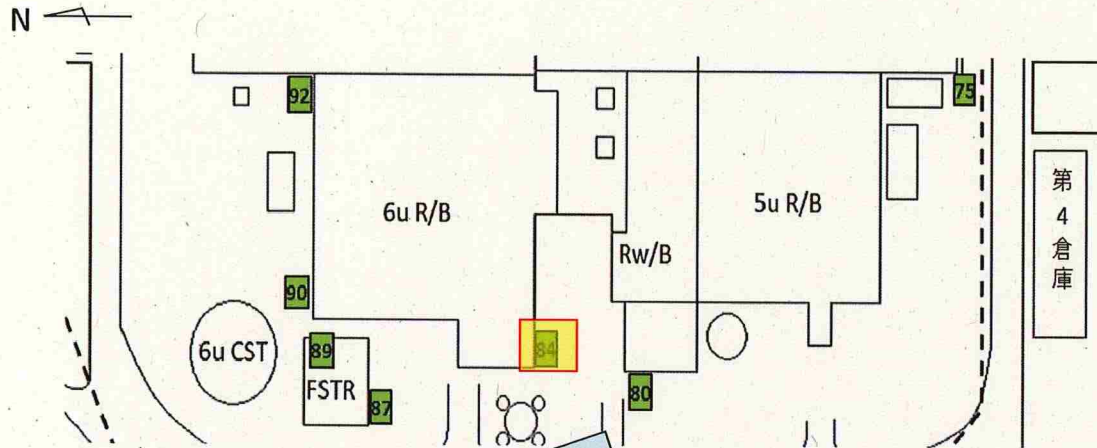 N
92
75
6u R/B
5u R/B
第4倉庫
Rw/B
90
6u CST
89
84
FSTR
87
80